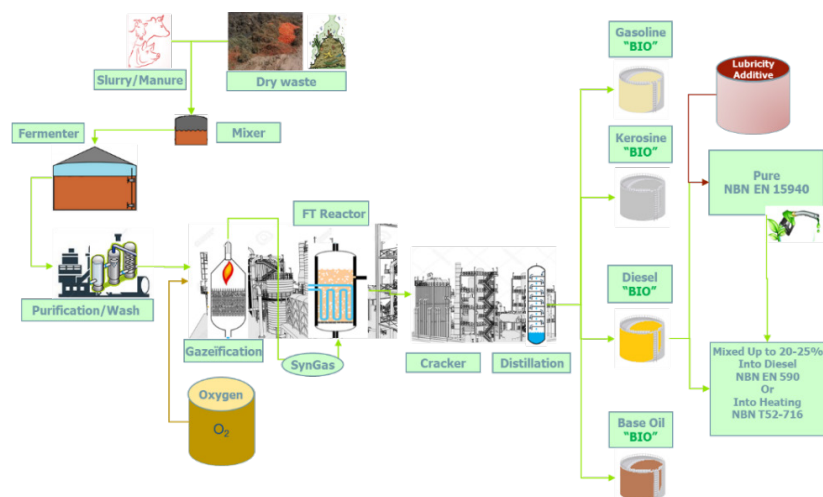 Slurry/Manure
Dry waste
Mixer
Fermenter
Purification/Wash
Gazeïfication
Oxygen
O₂
SynGas
FT Reactor
Cracker
Distillation
Gasoline
"BIO"
Kerosine
"BIO"
Diesel
"BIO"
Base Oil
"BIO"
Lubricity
Additive
Pure
NBN EN 15940
Mixed Up to 20-25%
Into Diesel
NBN EN 590
Or
Into Heating
NBN T52-716